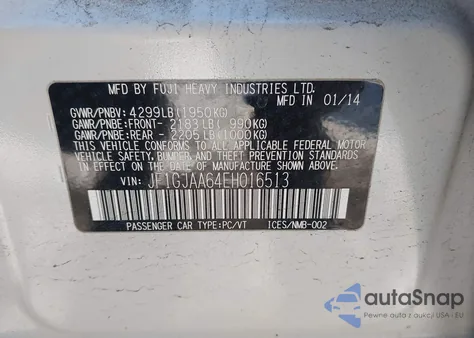 MFD BY FUJI HEAVY INDUSTRIES LTD.
MFD IN 01/14
GVWR/PNBV: 4299LB(1950KG)
GAWR/PNBE: FRONT- 2183LB( 990KG)
GAWR/PNBE: REAR - 2205LB(1000KG)
THIS VEHICLE CONFORMS TO ALL APPLICABLE FEDERAL MOTOR VEHICLE
SAFETY, BUMPER, AND THEFT PREVENTION STANDARDS
IN EFFECT ON THE DATE OF MANUFACTURE SHOWN ABOVE.
VIN: JF1GJAA64EH016513
PASSENGER CAR TYPE:PC/VT ICES/NMB-002
autoSnap
Pewne auta z aukcji USA i EU